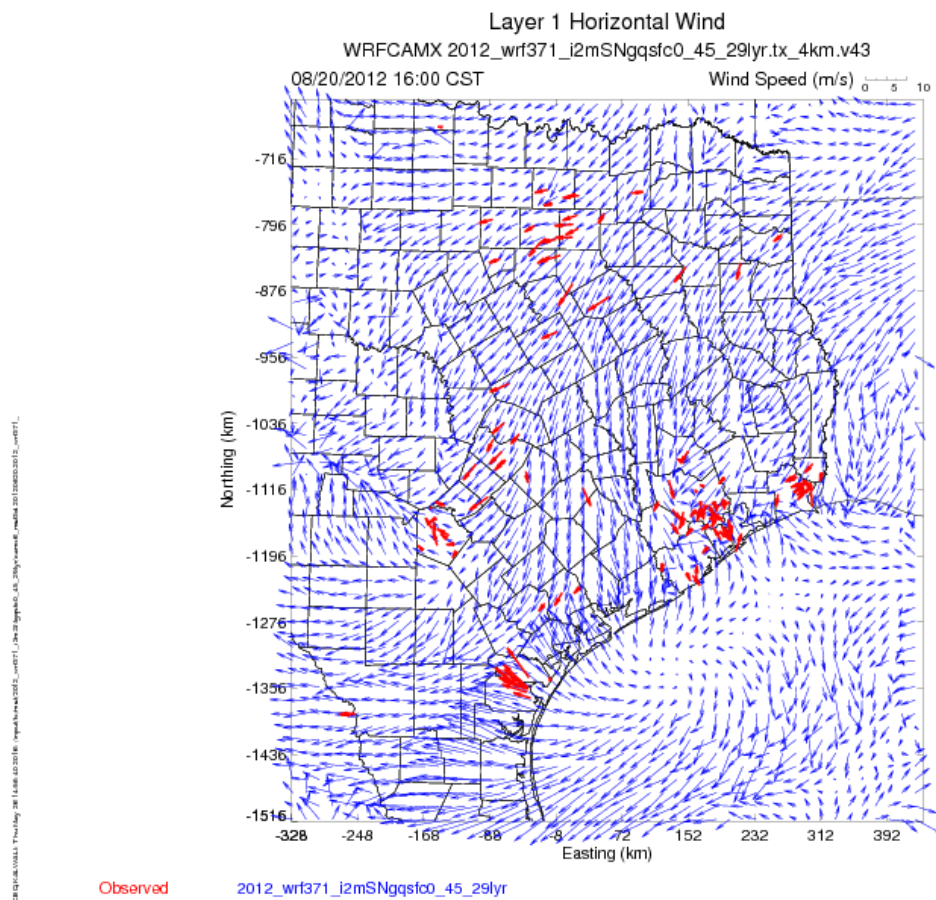 Layer 1 Horizontal Wind
WRFCAMX 2012_wrf371_i2mSNgqsfc0_45_29lyr.tx_4km.v43
08/20/2012 16:00 CST Wind Speed (m/s) 0 5 10
-716
-796
-876
-956
-1036
-1116
-1196
-1276
-1356
-1436
-1516
Northing (km)
-328 -248 -168 -88 -8 72 152 232 312 392
Easting (km)
Observed 2012_wrf371_i2mSNgqsfc0_45_29lyr